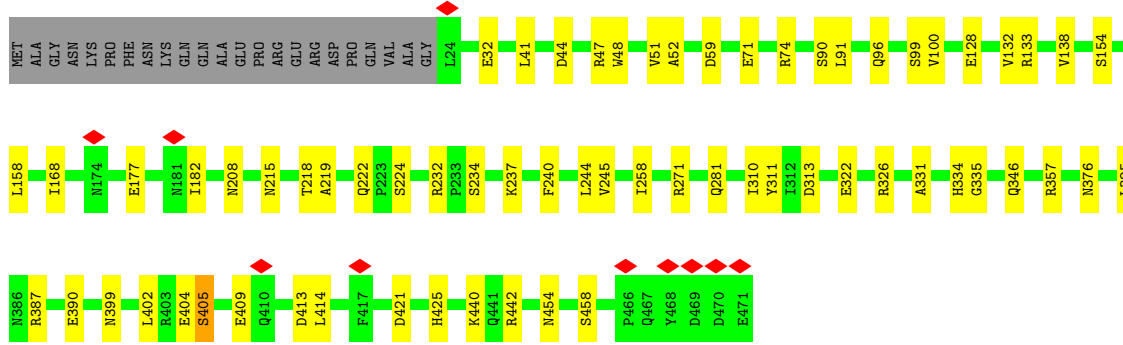 MET ALA GLY ASN LYS PRO PHE ASN LYS GLN GLN ALA GLU PRO ARG GLU ARG ASP PRO GLN VAL ALA GLY L24 E32 L41 D44 R47 W48 V51 A52 D59 E71 R74 S90 L91 Q96 S99 V100 E128 V132 R133 V138 S154
L158 I168 N174 E177 N181 I182 N208 N215 T218 A219 Q222 P223 S224 R232 P233 S234 K237 F240 L244 V245 I258 R271 Q281 I310 Y311 I312 D313 E322 R326 A331 H334 G335 Q346 R357 N376
N386 R387 E390 N399 L402 R403 E404 S405 E409 Q410 D413 L414 F417 D421 H425 K440 Q441 R442 N454 S458 P466 Q467 Y468 D469 D470 E471